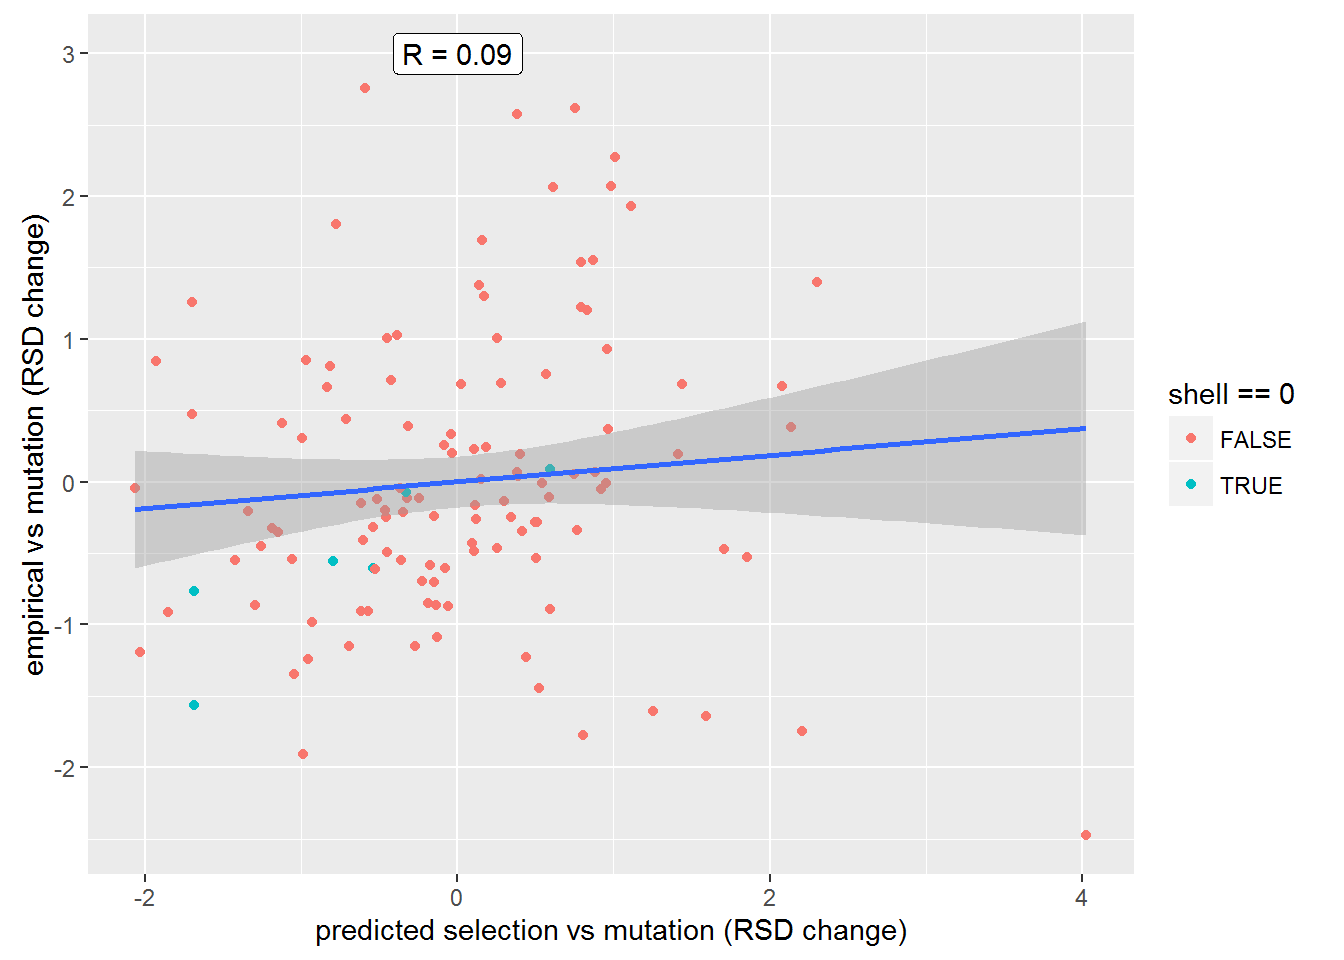 R = 0.09
3
2
1
0
-1
-2
empirical vs mutation (RSD change)
-2
0
2
4
predicted selection vs mutation (RSD change)
shell == 0
FALSE
TRUE